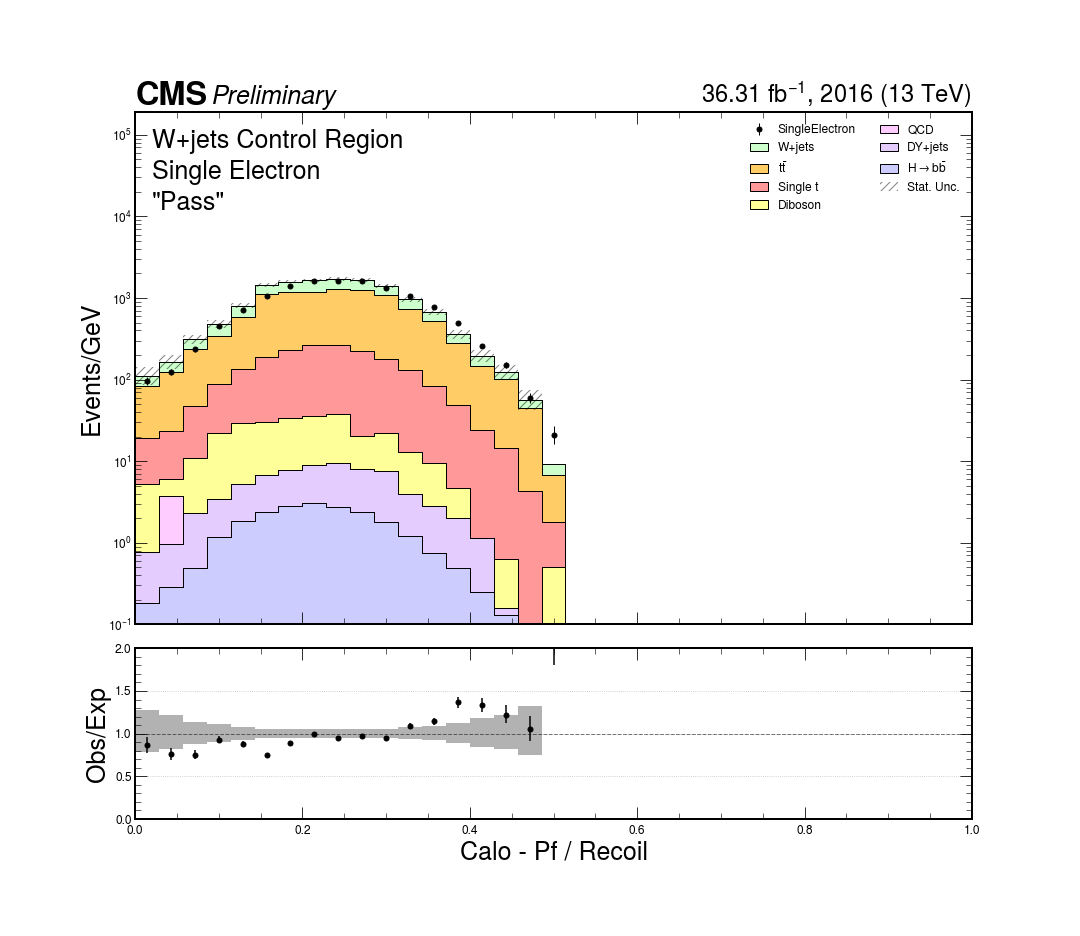 CMS Preliminary
36.31 fb⁻¹, 2016 (13 TeV)
W+jets Control Region
Single Electron
"Pass"
SingleElectron
W+jets
tt̄
Single t
Diboson
QCD
DY+jets
H→bb̄
Stat. Unc.
Events/GeV
10⁵
10⁴
10³
10²
10¹
10⁰
10⁻¹
Obs/Exp
2.0
1.5
1.0
0.5
0.0
0.0 0.2 0.4 0.6 0.8 1.0
Calo - Pf / Recoil